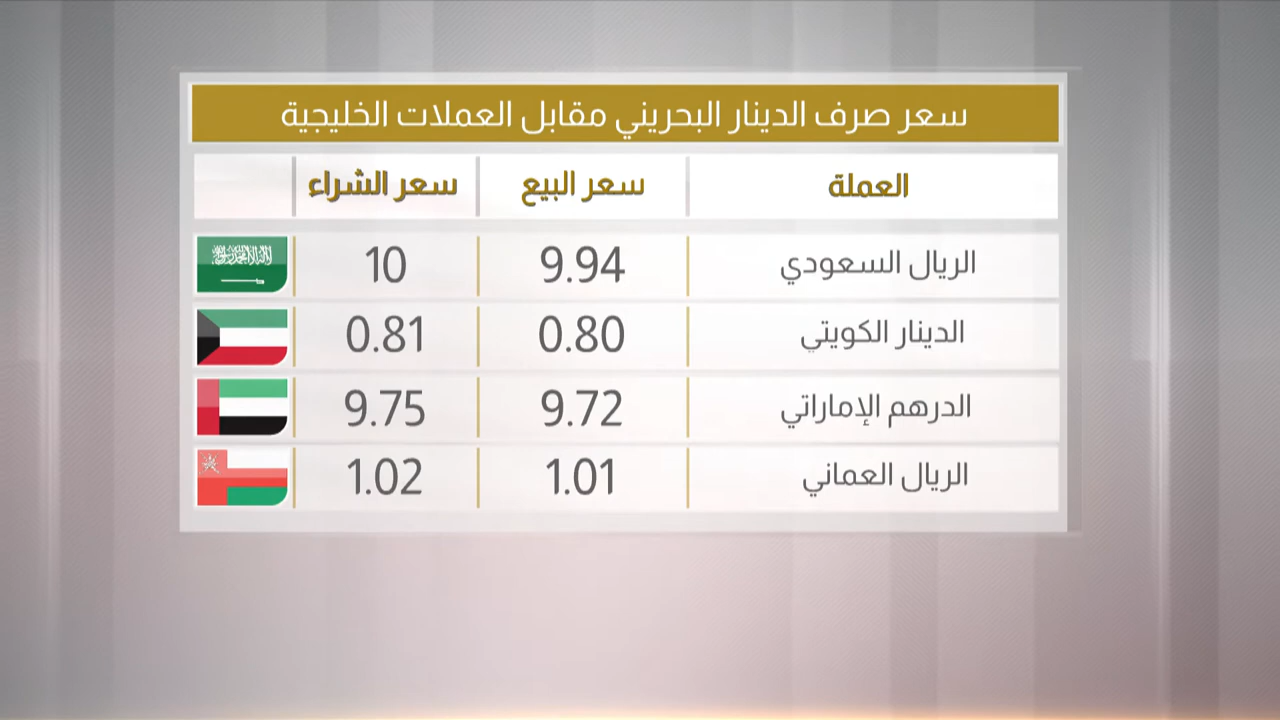 سعر صرف الدينار البحريني مقابل العملات الخليجية
العملة سعر البيع سعر الشراء
الريال السعودي 9.94 10
الدينار الكويتي 0.80 0.81
الدرهم الإماراتي 9.72 9.75
الريال العماني 1.01 1.02